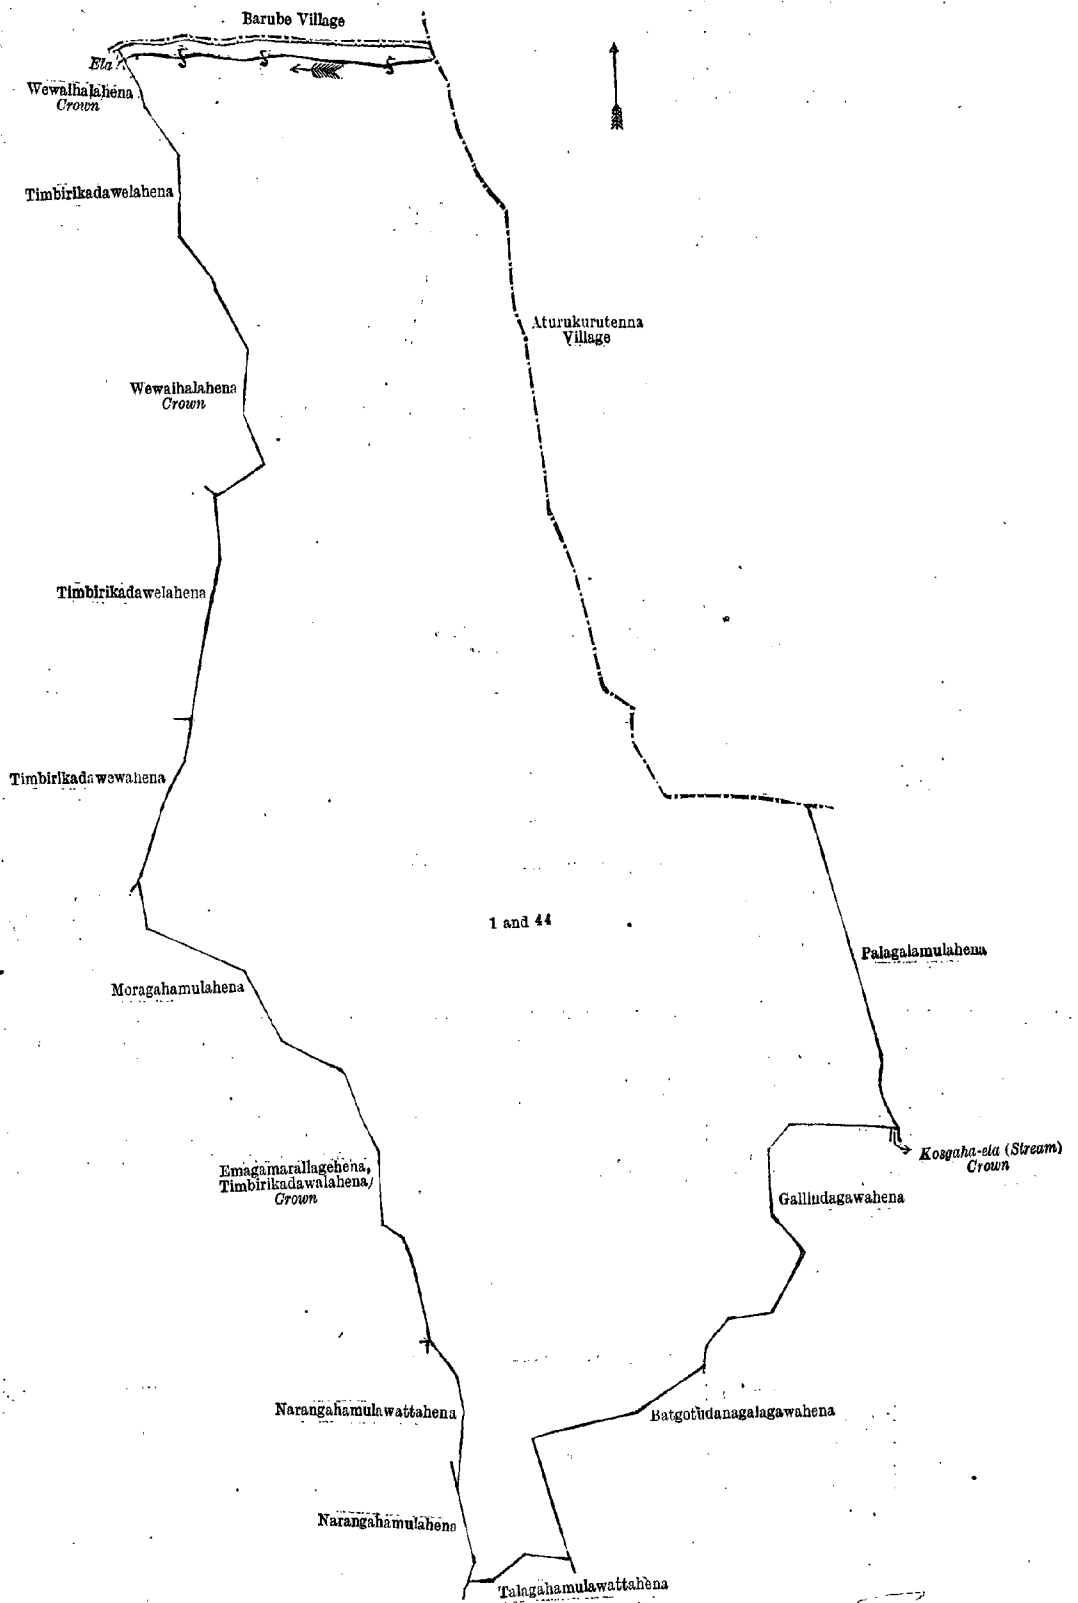 Barube Village
Ela
Wewaihalahena
Crown
Timbirikadawelahena
Aturukurutenna
Village
Wewaihalahena
Crown
Timbirikadawelahena
Timbirikadawewahena
1 and 44
Palagalamulahena
Moragahamulahena
Kosgaha-ela (Stream)
Crown
Emagamarallagehena,
Timbirikadawalahena/
Crown
Galliudagawahena
Narangahamulawattahena
Batgotudanagalagawahena
Narangahamulahena
Talagahamulawattahena